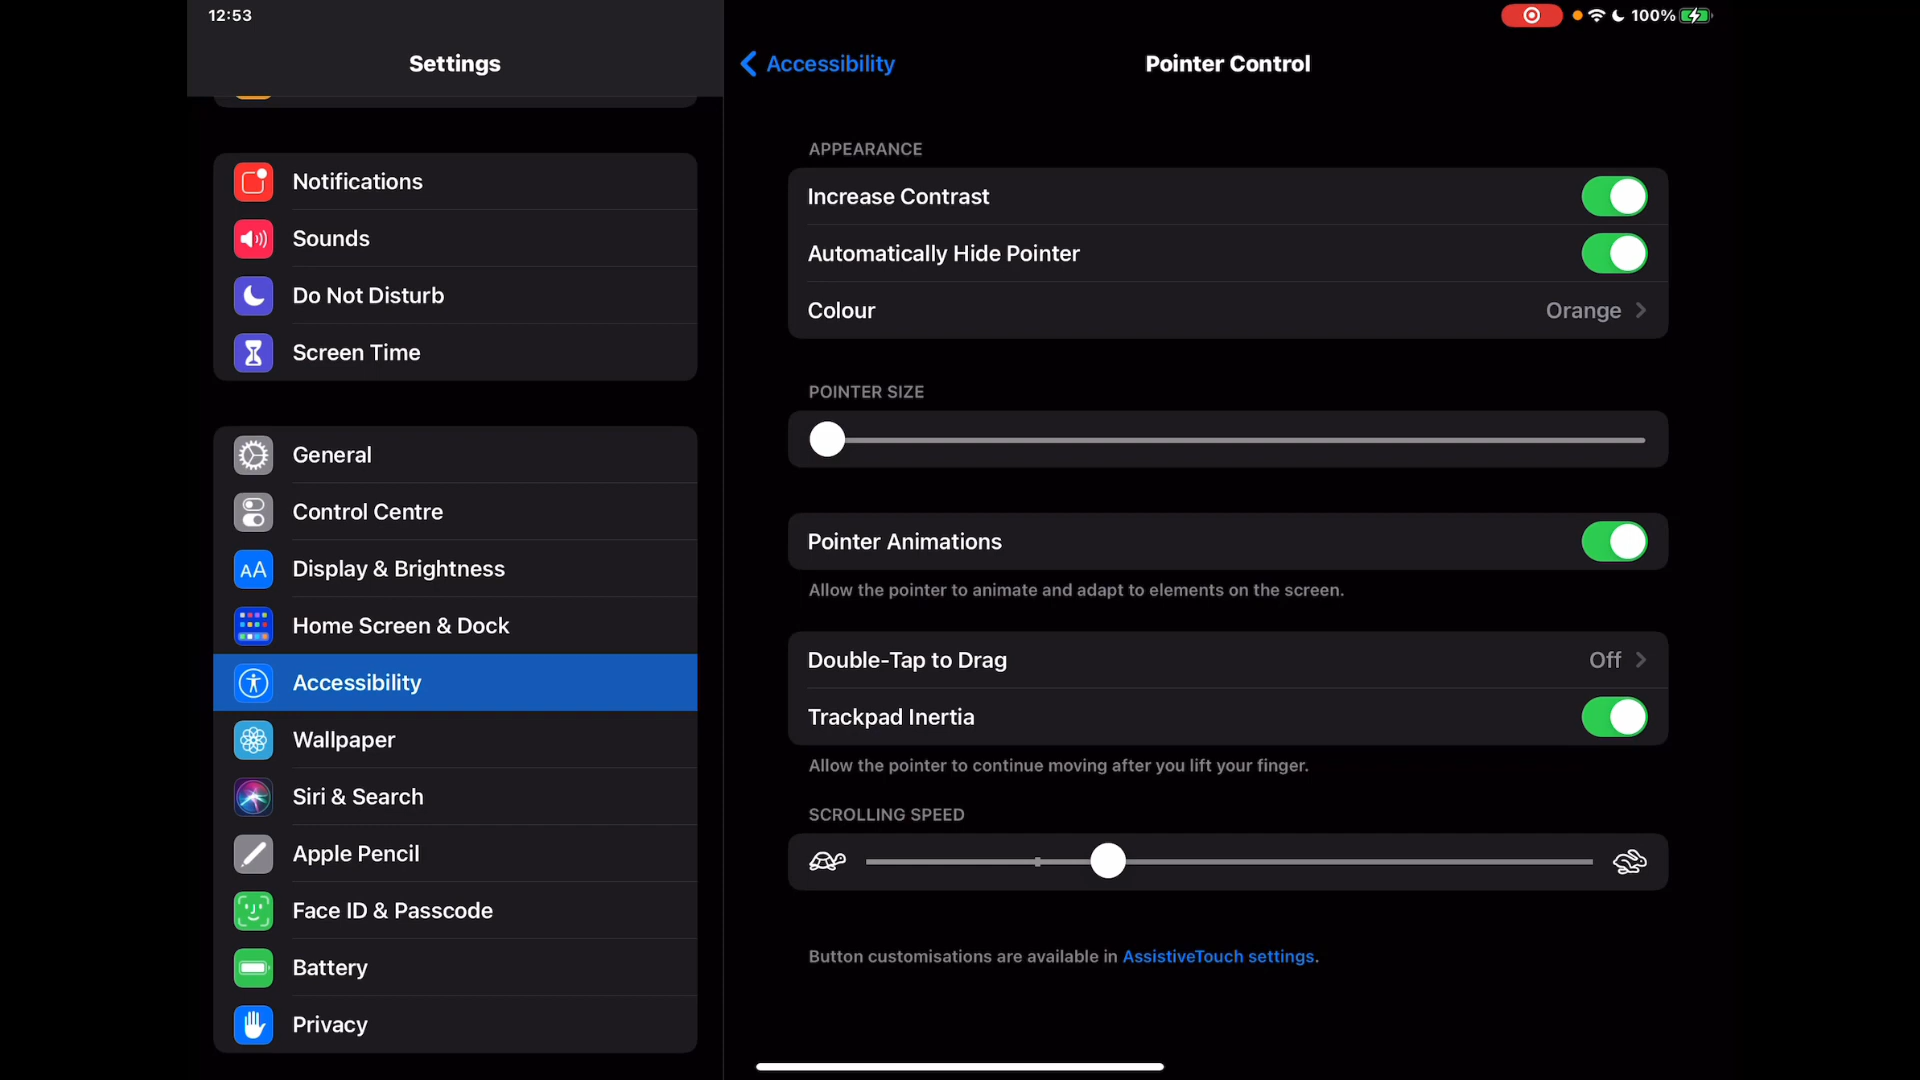 12:53
100%
Settings
Notifications
Sounds
Do Not Disturb
Screen Time
General
Control Centre
AA
Display & Brightness
Home Screen & Dock
Accessibility
Wallpaper
Siri & Search
Apple Pencil
Face ID & Passcode
Battery
Privacy
Accessibility
Pointer Control
APPEARANCE
Increase Contrast
Automatically Hide Pointer
Colour Orange
POINTER SIZE
Pointer Animations
Allow the pointer to animate and adapt to elements on the screen.
Double-Tap to Drag Off
Trackpad Inertia
Allow the pointer to continue moving after you lift your finger.
SCROLLING SPEED
Button customisations are available in AssistiveTouch settings.